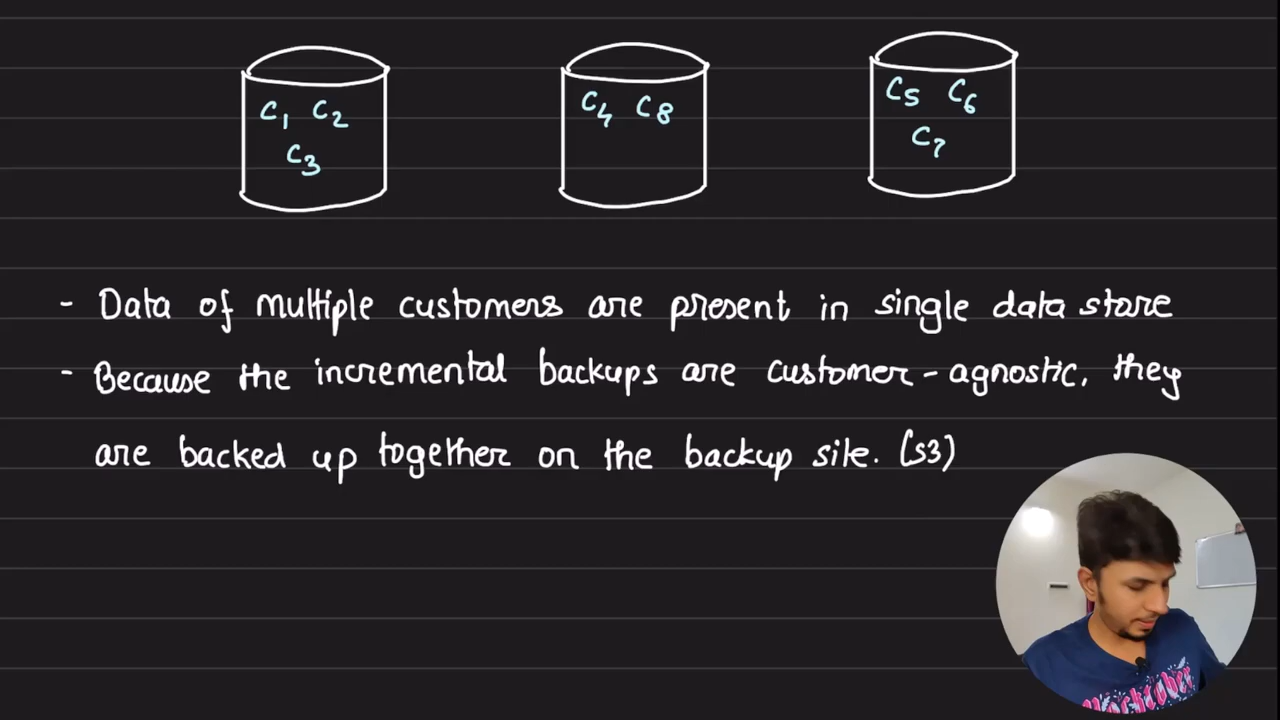 C1 C2
C3
C4 C8
C5 C6
C7
- Data of multiple customers are present in single data store
- Because the incremental backups are customer-agnostic, they
are backed up together on the backup site. (S3)